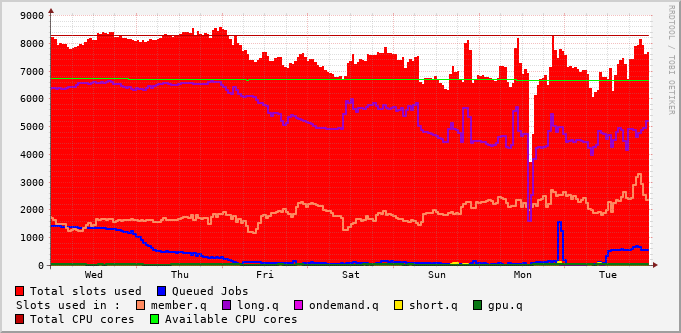 9000
8000
7000
6000
5000
4000
3000
2000
1000
0
Wed Thu Fri Sat Sun Mon Tue
RRDTOOL / TOBI OETIKER
Total slots used Queued Jobs
Slots used in : member.q long.q ondemand.q short.q gpu.q
Total CPU cores Available CPU cores